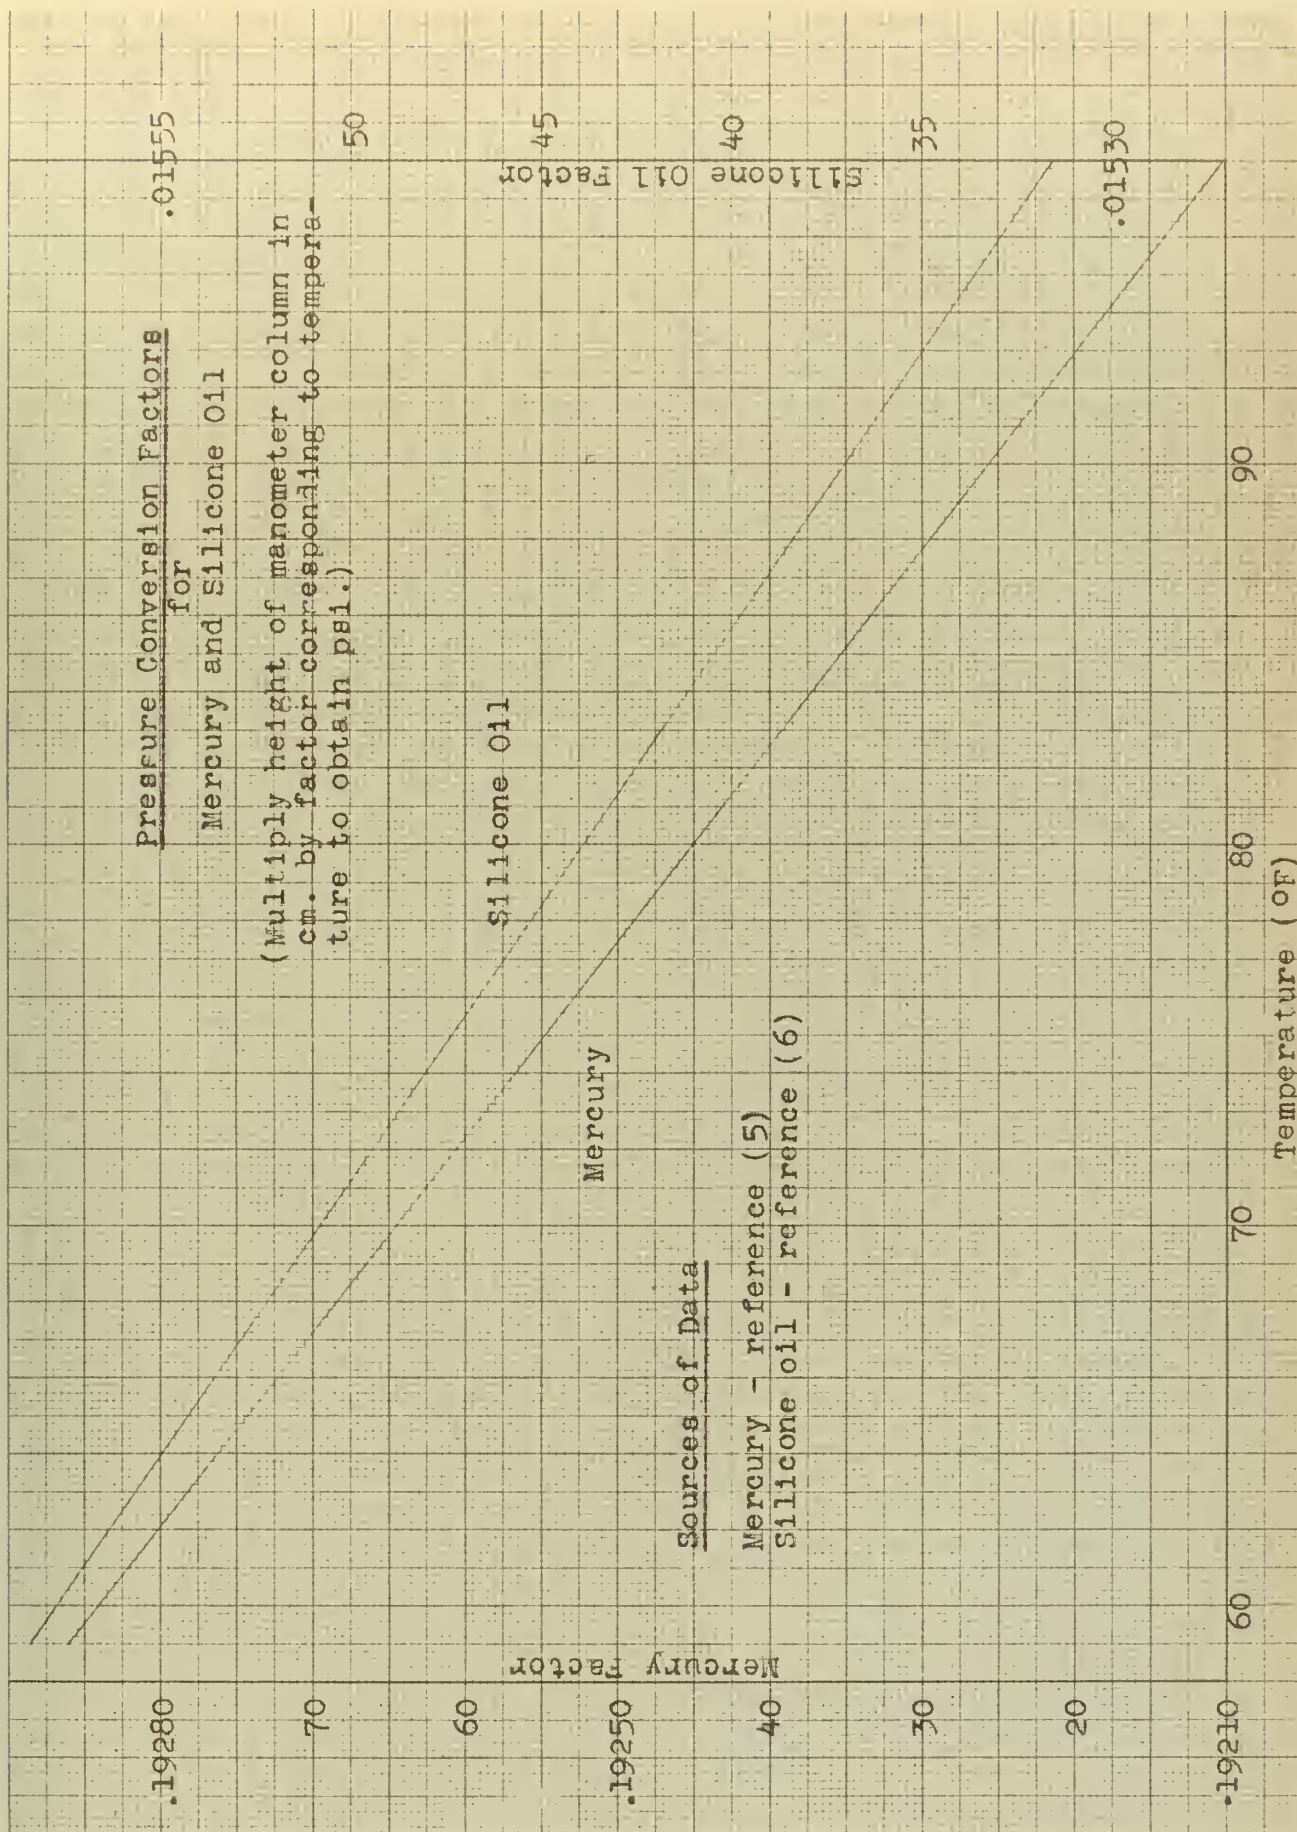 Pressure Conversion Factors
for
Mercury and Silicone Oil
(Multiply height of manometer column in
cm. by factor corresponding to tempera-
ture to obtain psi.)
Silicone Oil
Mercury
Sources of Data
Mercury - reference (5)
Silicone oil - reference (6)
Mercury Factor
.19280
70
60
.19250
40
30
20
.19210
Silicone Oil Factor
.01555
50
45
40
35
.01530
60
70
80
90
Temperature (OF)